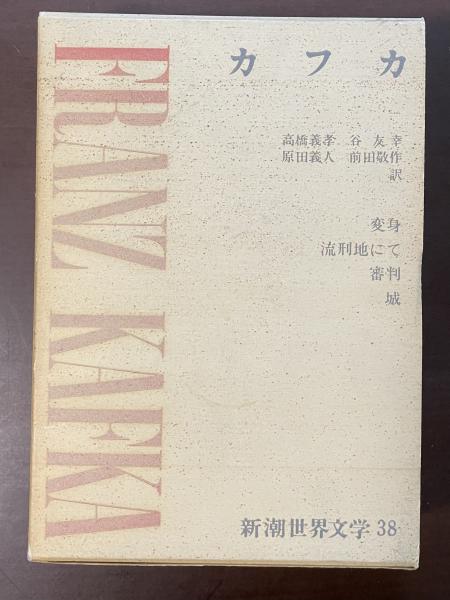 FRANZ KAFKA
カフカ
高橋義孝 谷友幸
原田義人 前田敬作
訳
変身
流刑地にて
審判
城
新潮世界文学 38